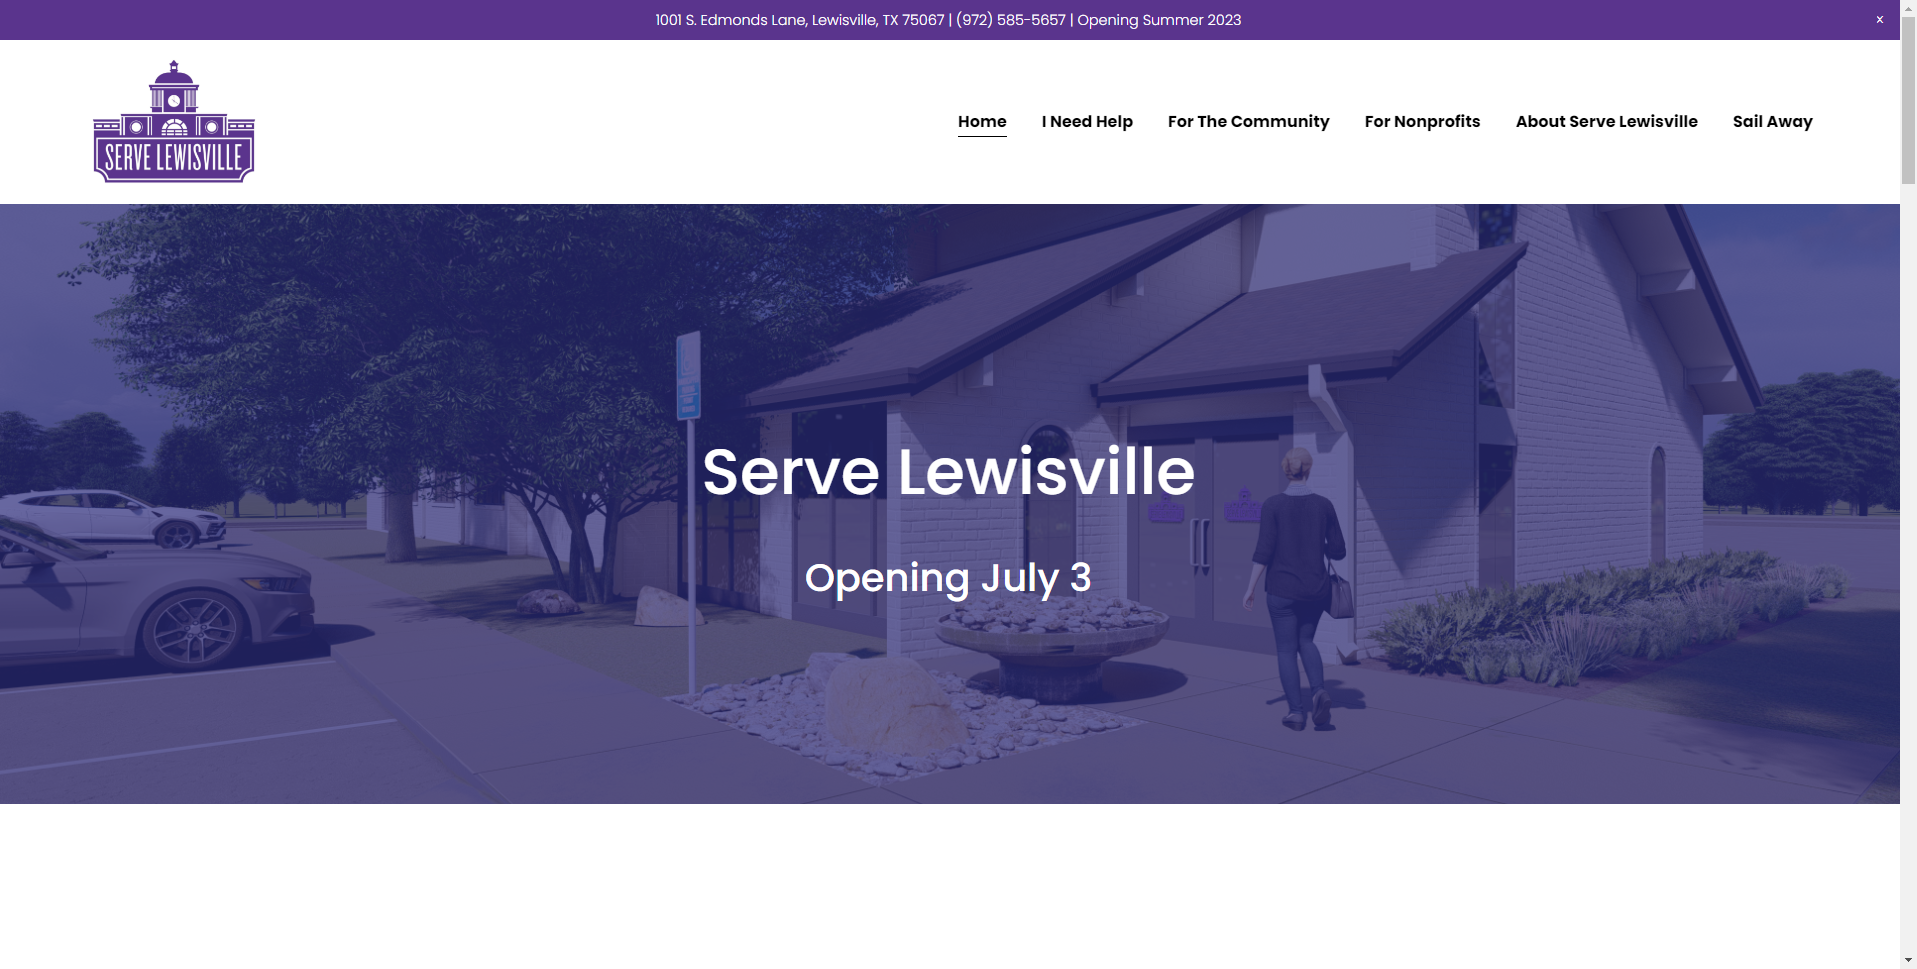 1001 S. Edmonds Lane, Lewisville, TX 75067 | (972) 585-5657 | Opening Summer 2023
x
SERVE LEWISVILLE
Home
I Need Help
For The Community
For Nonprofits
About Serve Lewisville
Sail Away
Serve Lewisville
Opening July 3